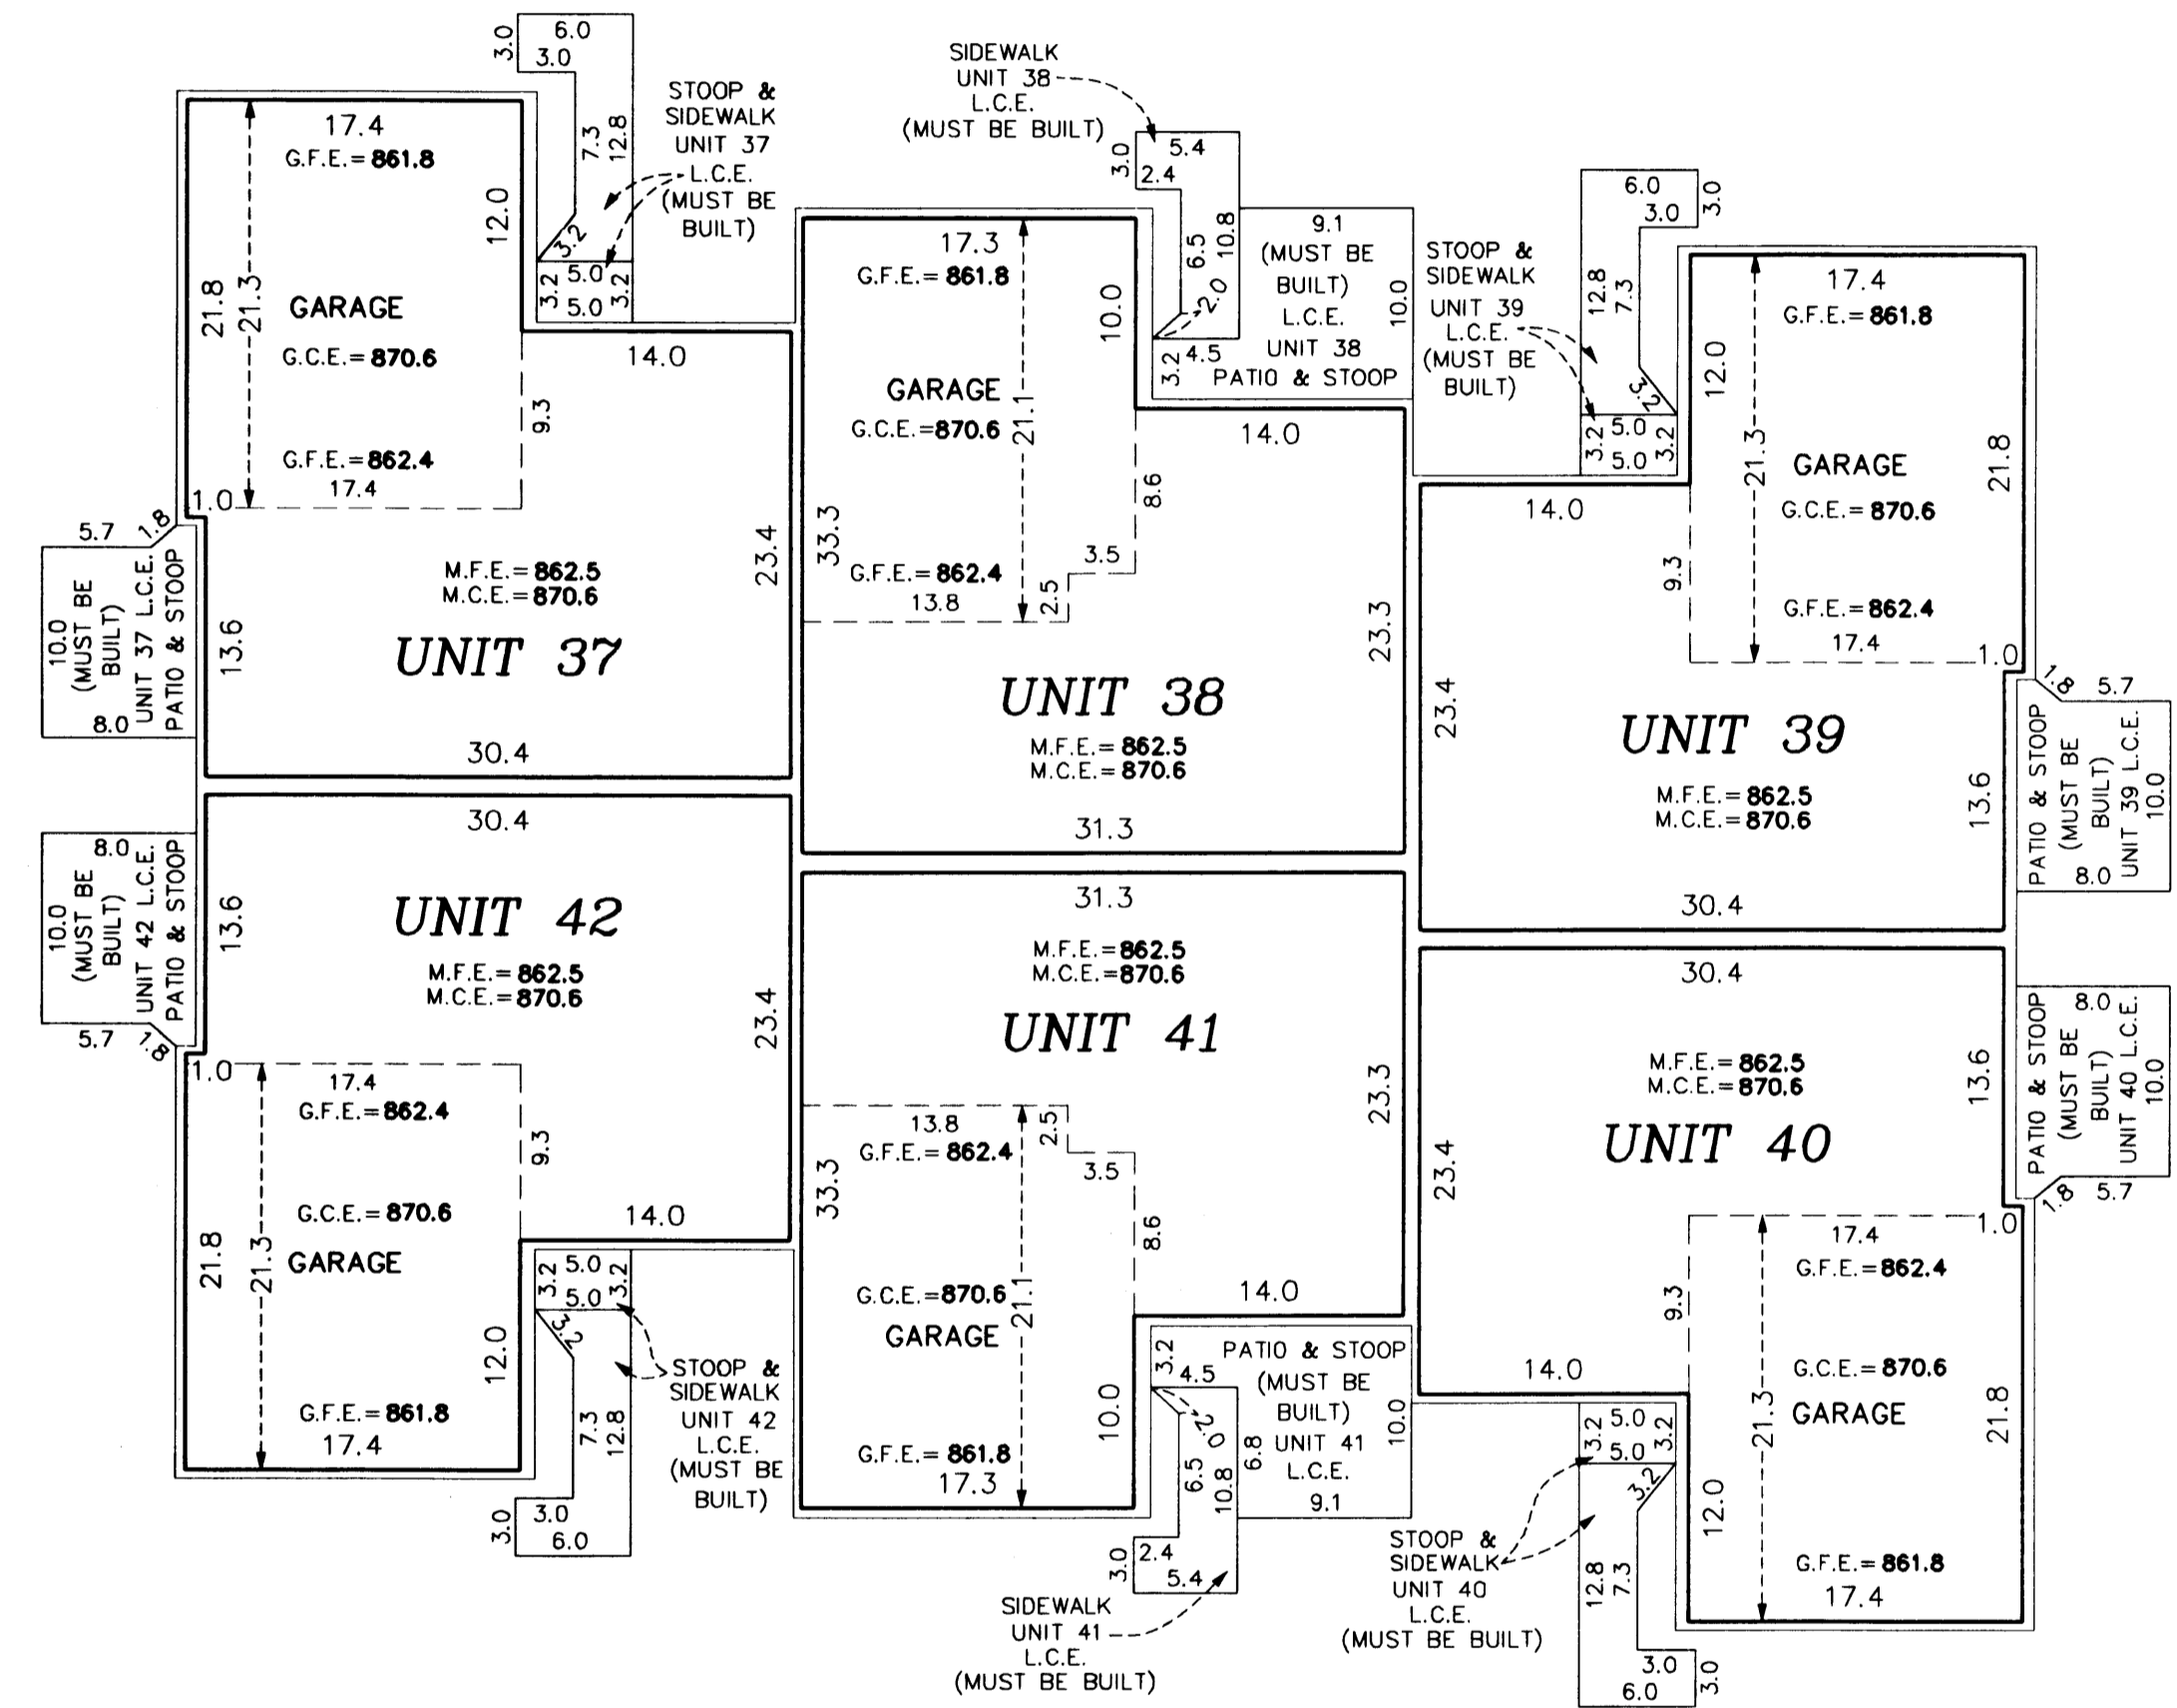 6.0
3.0
3.0
7.3
12.8
3.2
3.2
5.0
3.2
5.0
STOOP &
SIDEWALK
UNIT 37
L.C.E.
(MUST BE
BUILT)
17.4
G.F.E.= 861.8
12.0
21.8
21.3
GARAGE
G.C.E.= 870.6
14.0
9.3
G.F.E.= 862.4
17.4
1.0
5.7
1.8
10.0
(MUST BE
BUILT)
8.0
UNIT 37 L.C.E.
PATIO & STOOP
M.F.E.= 862.5
M.C.E.= 870.6
UNIT 37
23.4
13.6
30.4
SIDEWALK
UNIT 38
L.C.E.
(MUST BE BUILT)
5.4
3.0
2.4
6.5
10.8
2.0
3.2
4.5
9.1
(MUST BE
BUILT)
L.C.E.
UNIT 38
PATIO & STOOP
10.0
17.3
G.F.E.= 861.8
10.0
GARAGE
G.C.E.=870.6
21.1
14.0
33.3
8.6
3.5
G.F.E.= 862.4
13.8
2.5
23.3
UNIT 38
M.F.E.= 862.5
M.C.E.= 870.6
31.3
6.0
3.0
3.0
12.8
7.3
3.2
3.2
5.0
3.2
5.0
STOOP &
SIDEWALK
UNIT 39
L.C.E.
(MUST BE
BUILT)
17.4
G.F.E.= 861.8
12.0
21.3
21.8
GARAGE
G.C.E.= 870.6
14.0
9.3
G.F.E.= 862.4
17.4
1.0
1.8
5.7
23.4
UNIT 39
M.F.E.= 862.5
M.C.E.= 870.6
13.6
30.4
PATIO & STOOP
(MUST BE
BUILT)
8.0
UNIT 39 L.C.E.
10.0
30.4
8.0
10.0
(MUST BE
BUILT)
UNIT 42 L.C.E.
PATIO & STOOP
5.7
1.8
13.6
UNIT 42
M.F.E.= 862.5
M.C.E.= 870.6
23.4
1.0
17.4
G.F.E.= 862.4
9.3
G.C.E.= 870.6
GARAGE
21.8
21.3
14.0
12.0
G.F.E.= 861.8
17.4
3.2
5.0
3.2
5.0
3.2
7.3
12.8
3.0
3.0
6.0
STOOP &
SIDEWALK
UNIT 42
L.C.E.
(MUST BE
BUILT)
31.3
M.F.E.= 862.5
M.C.E.=870.6
UNIT 41
23.3
13.8
2.5
G.F.E.= 862.4
3.5
33.3
8.6
14.0
G.C.E.=870.6
21.1
GARAGE
10.0
G.F.E.= 861.8
17.3
3.2
4.5
2.0
6.5
10.8
6.8
3.0
2.4
5.4
PATIO & STOOP
(MUST BE
BUILT)
UNIT 41
L.C.E.
9.1
10.0
SIDEWALK
UNIT 41
L.C.E.
(MUST BE BUILT)
30.4
M.F.E.= 862.5
M.C.E.= 870.6
UNIT 40
13.6
23.4
PATIO & STOOP
(MUST BE
BUILT)
8.0
UNIT 40 L.C.E.
10.0
1.8
5.7
1.0
17.4
G.F.E.= 862.4
9.3
14.0
G.C.E.= 870.6
GARAGE
21.3
21.8
12.0
G.F.E.= 861.8
17.4
3.2
5.0
3.2
5.0
3.2
12.8
7.3
3.0
3.0
6.0
STOOP &
SIDEWALK
UNIT 40
L.C.E.
(MUST BE BUILT)